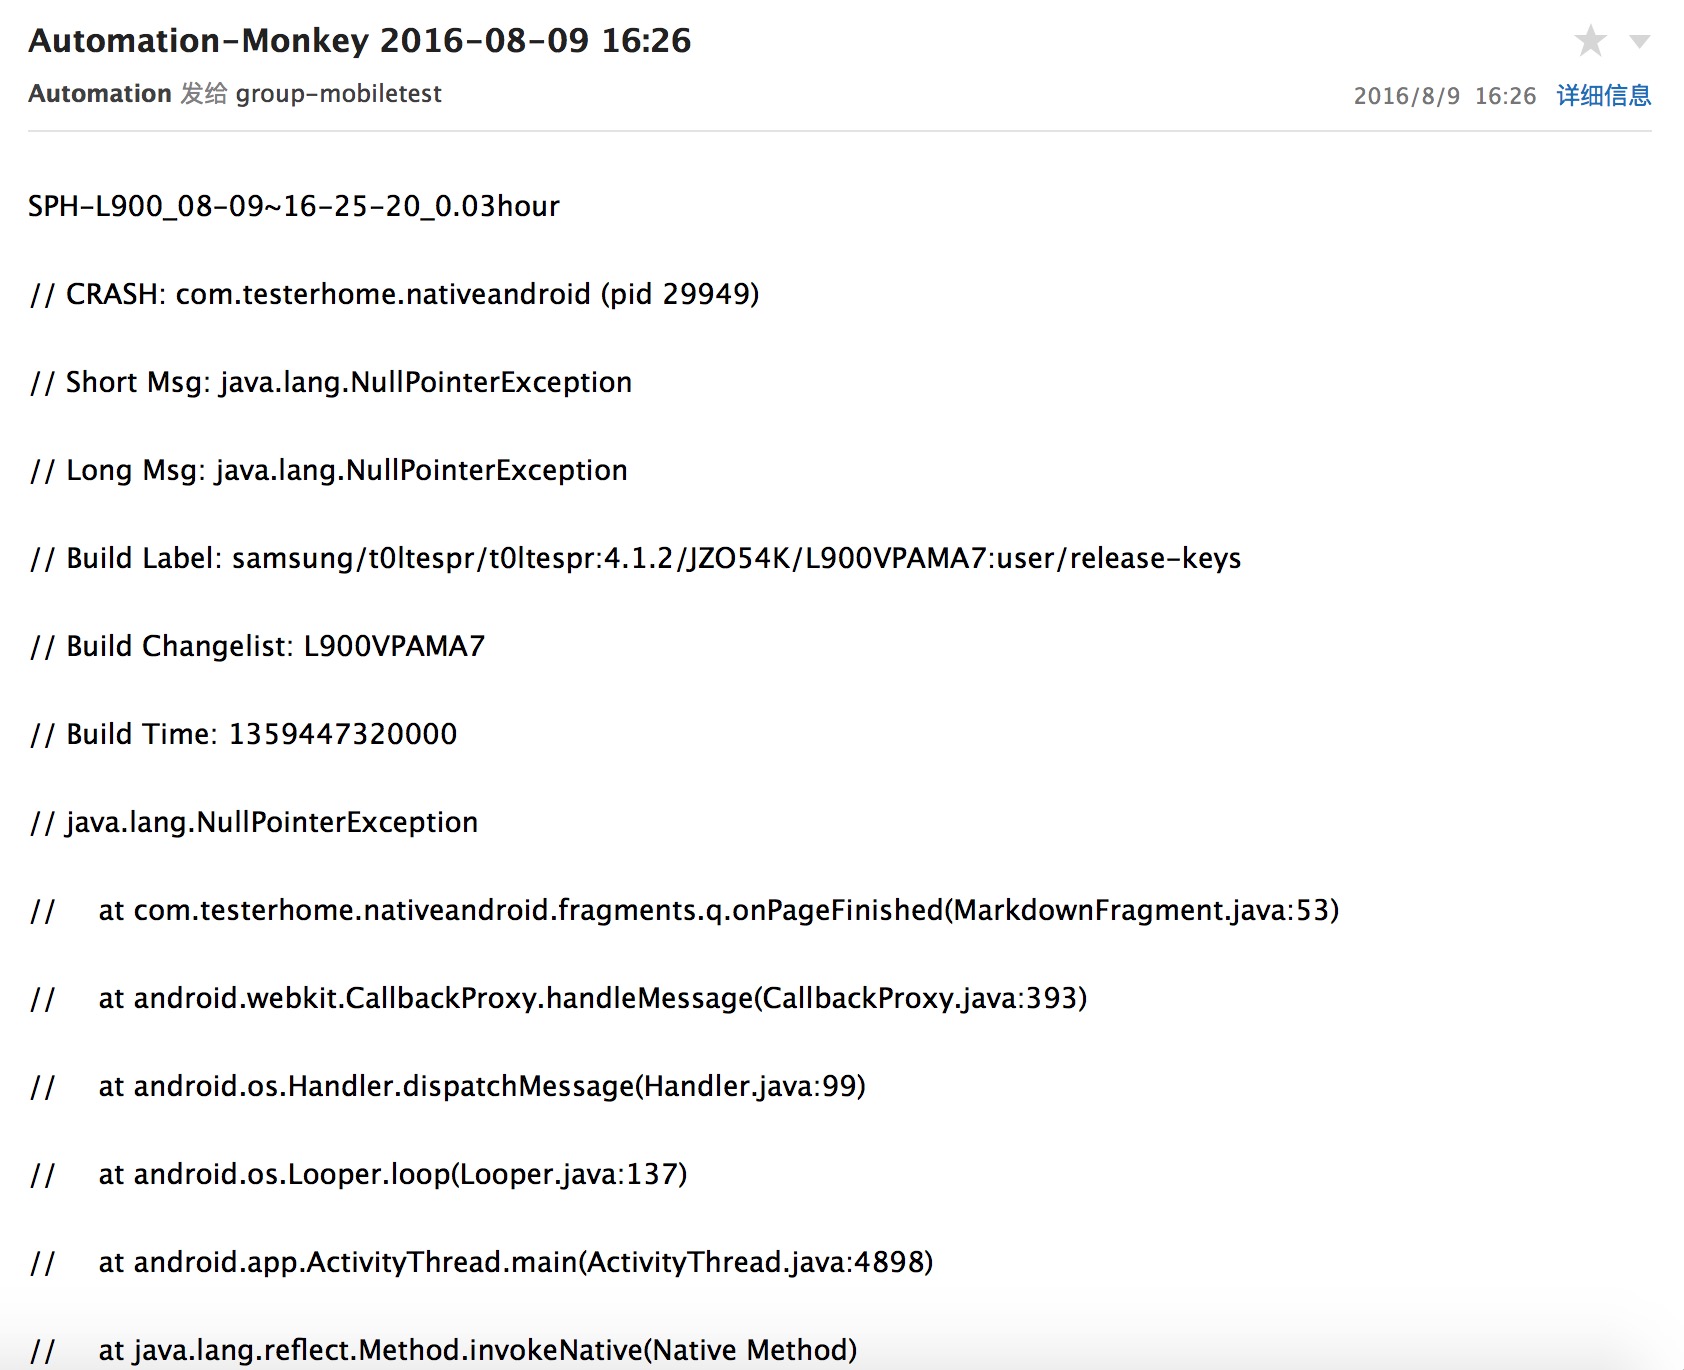 Automation-Monkey 2016-08-09 16:26
Automation 发给 group-mobiletest
2016/8/9 16:26 详细信息
SPH-L900_08-09~16-25-20_0.03hour
// CRASH: com.testerhome.nativeandroid (pid 29949)
// Short Msg: java.lang.NullPointerException
// Long Msg: java.lang.NullPointerException
// Build Label: samsung/t0ltespr/t0ltespr:4.1.2/JZO54K/L900VPAMA7:user/release-keys
// Build Changelist: L900VPAMA7
// Build Time: 1359447320000
// java.lang.NullPointerException
//     at com.testerhome.nativeandroid.fragments.q.onPageFinished(MarkdownFragment.java:53)
//     at android.webkit.CallbackProxy.handleMessage(CallbackProxy.java:393)
//     at android.os.Handler.dispatchMessage(Handler.java:99)
//     at android.os.Looper.loop(Looper.java:137)
//     at android.app.ActivityThread.main(ActivityThread.java:4898)
//     at java.lang.reflect.Method.invokeNative(Native Method)